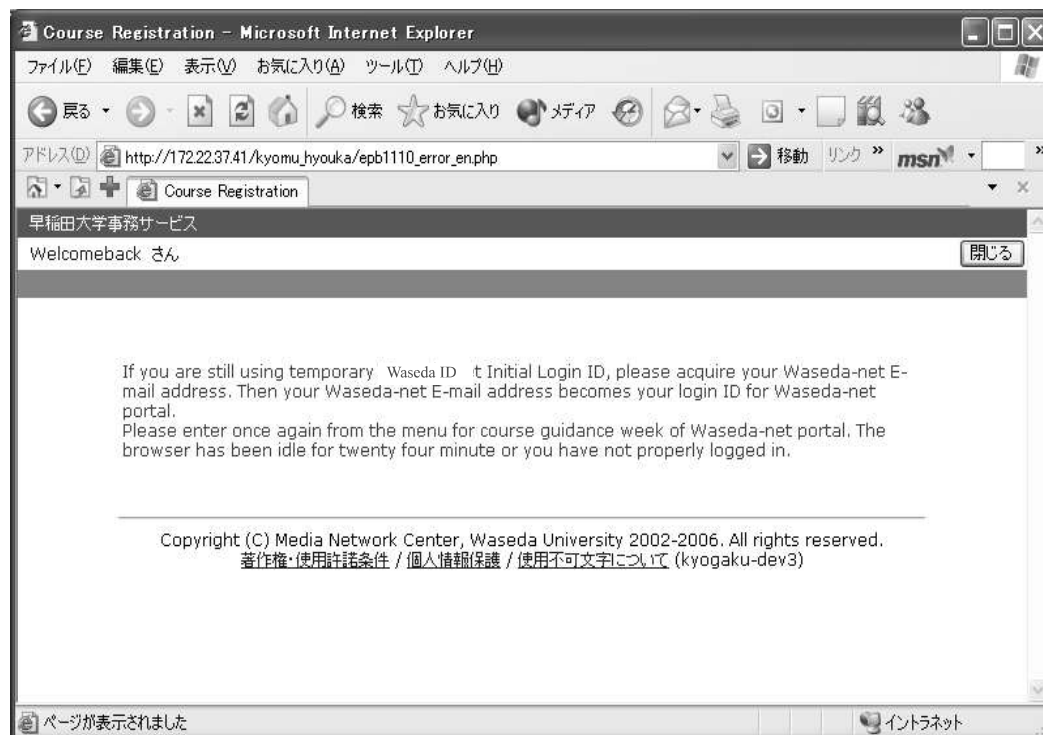 Course Registration - Microsoft Internet Explorer
ファイル(F) 編集(E) 表示(V) お気に入り(A) ツール(T) ヘルプ(H)
戻る 検索 お気に入り メディア
アドレス(D) http://172.22.37.41/kyomu_hyouka/epb1110_error_en.php 移動 リンク » msn »
Course Registration
早稲田大学事務サービス
Welcomeback さん 閉じる
If you are still using temporary Waseda ID t Initial Login ID, please acquire your Waseda-net E-
mail address. Then your Waseda-net E-mail address becomes your login ID for Waseda-net
portal.
Please enter once again from the menu for course guidance week of Waseda-net portal. The
browser has been idle for twenty four minute or you have not properly logged in.
Copyright (C) Media Network Center, Waseda University 2002-2006. All rights reserved.
著作権・使用許諾条件 / 個人情報保護 / 使用不可文字について (kyogaku-dev3)
ページが表示されました イントラネット